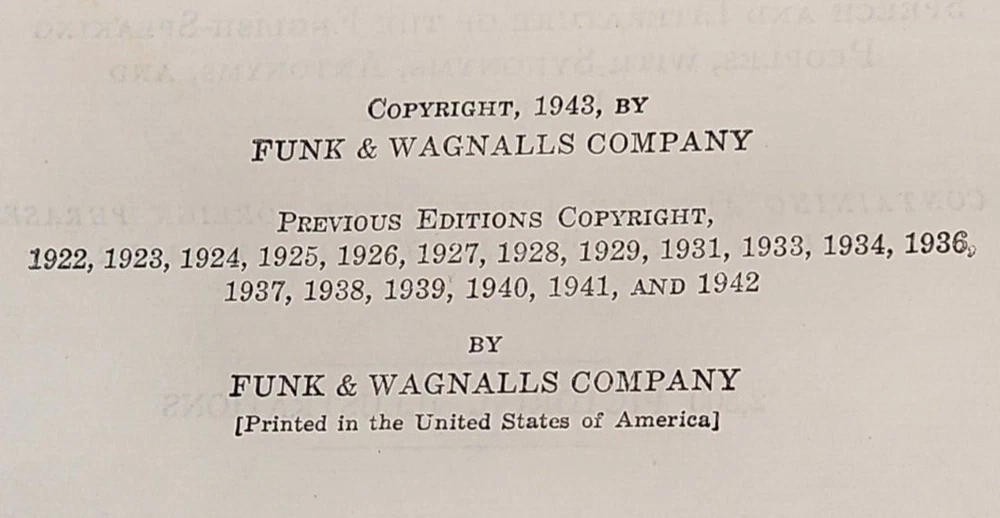 COPYRIGHT, 1943, BY
FUNK & WAGNALLS COMPANY
PREVIOUS EDITIONS COPYRIGHT,
1922, 1923, 1924, 1925, 1926, 1927, 1928, 1929, 1931, 1933, 1934, 1936,
1937, 1938, 1939, 1940, 1941, AND 1942
BY
FUNK & WAGNALLS COMPANY
[Printed in the United States of America]